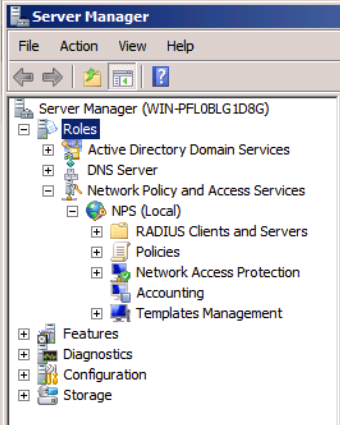 Server Manager
File Action View Help
Server Manager (WIN-PFL0BLG1D8G)
Roles
Active Directory Domain Services
DNS Server
Network Policy and Access Services
NPS (Local)
RADIUS Clients and Servers
Policies
Network Access Protection
Accounting
Templates Management
Features
Diagnostics
Configuration
Storage